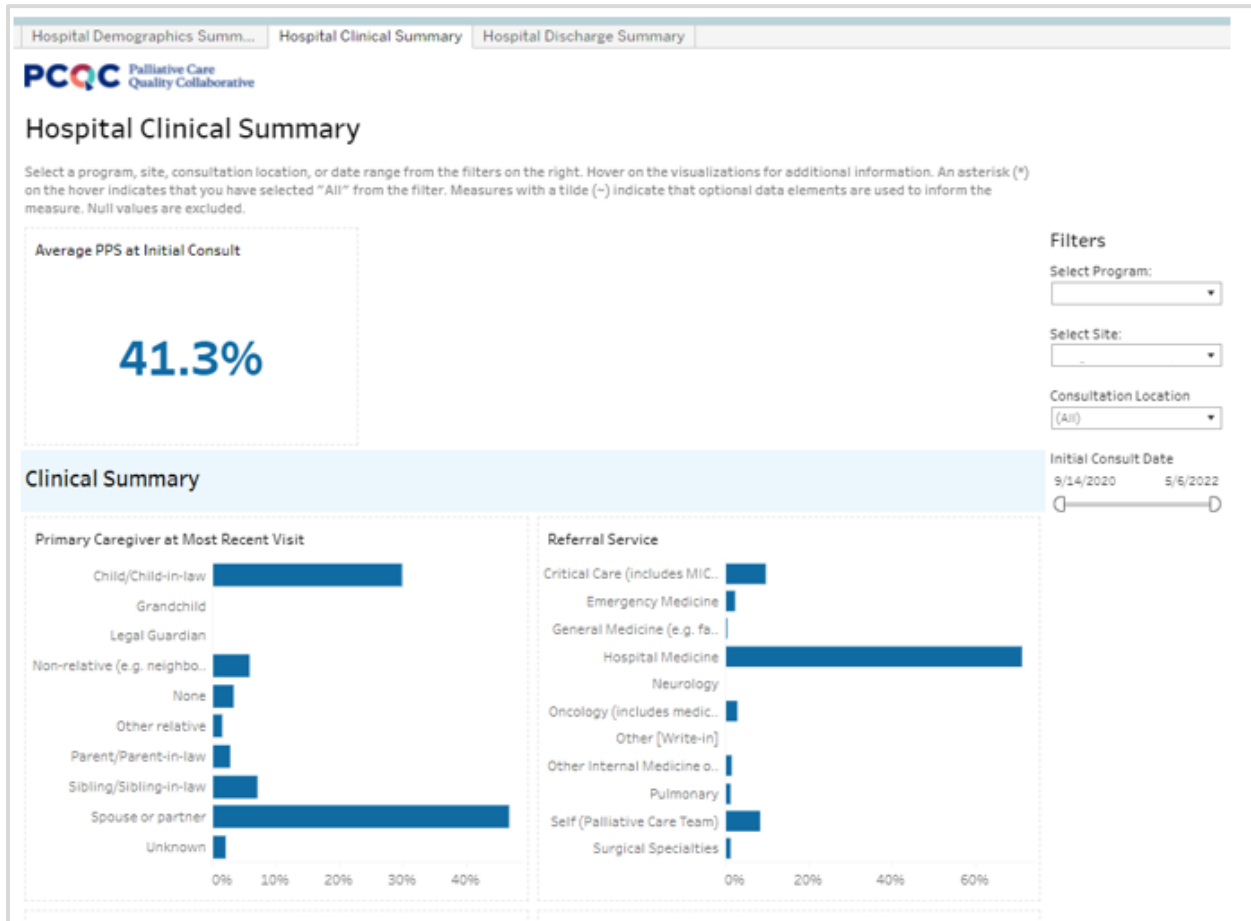 Hospital Demographics Summ...
Hospital Clinical Summary
Hospital Discharge Summary
PCQC Palliative Care
Quality Collaborative
Hospital Clinical Summary
Select a program, site, consultation location, or date range from the filters on the right. Hover on the visualizations for additional information. An asterisk (*)
on the hover indicates that you have selected "All" from the filter. Measures with a tilde (~) indicate that optional data elements are used to inform the
measure. Null values are excluded.
Average PPS at Initial Consult
41.3%
Filters
Select Program:
Select Site:
Consultation Location
(All)
Initial Consult Date
9/14/2020 5/6/2022
Clinical Summary
Primary Caregiver at Most Recent Visit
Child/Child-in-law
Grandchild
Legal Guardian
Non-relative (e.g. neighbo..
None
Other relative
Parent/Parent-in-law
Sibling/Sibling-in-law
Spouse or partner
Unknown
0% 10% 20% 30% 40%
Referral Service
Critical Care (includes MIC..
Emergency Medicine
General Medicine (e.g. fa..
Hospital Medicine
Neurology
Oncology (includes medic..
Other [Write-in]
Other Internal Medicine o..
Pulmonary
Self (Palliative Care Team)
Surgical Specialties
0% 20% 40% 60%